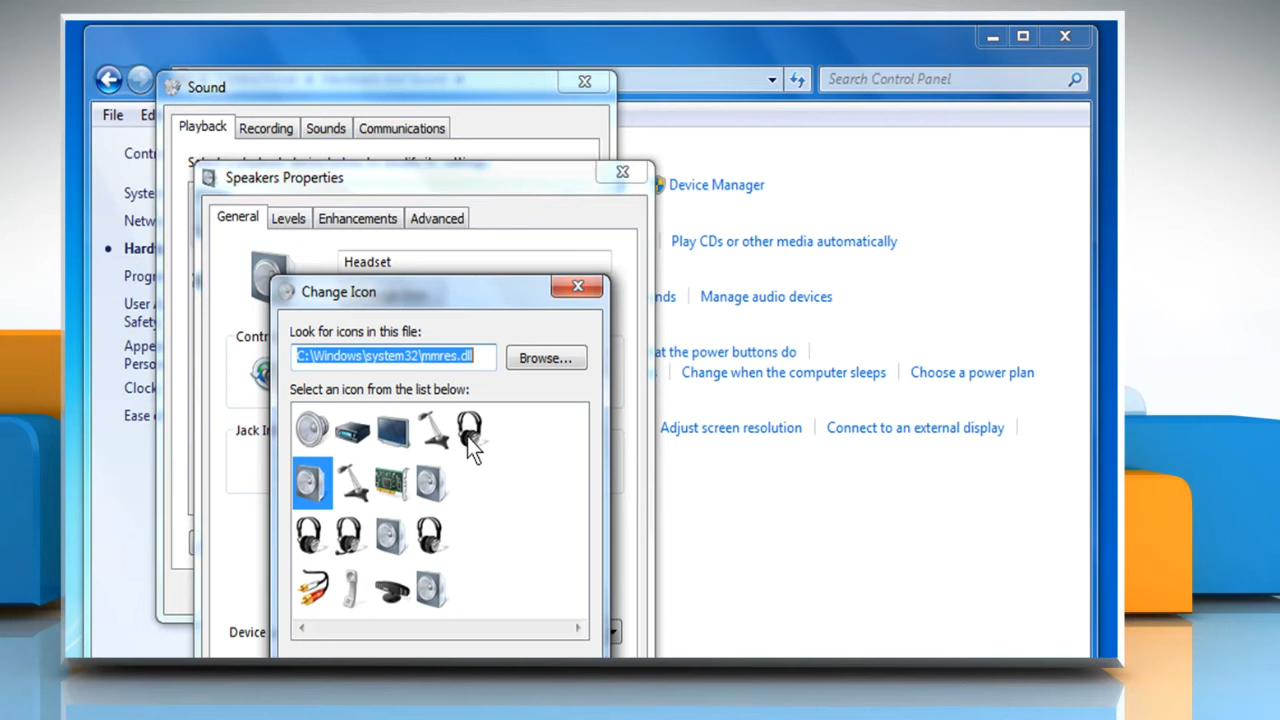 Search Control Panel
Sound
File Ed
Playback Recording Sounds Communications
Contr
Speakers Properties
Device Manager
Syste
General Levels Enhancements Advanced
Netw
Play CDs or other media automatically
Hard
Headset
Progr
Change Icon
nds Manage audio devices
User A
Safety
Look for icons in this file:
Contr
Appe
at the power buttons do
C:\Windows\system32\mmres.dll Browse...
Perso
Change when the computer sleeps Choose a power plan
Clock
Select an icon from the list below:
Ease o
Jack In
Adjust screen resolution Connect to an external display
Device